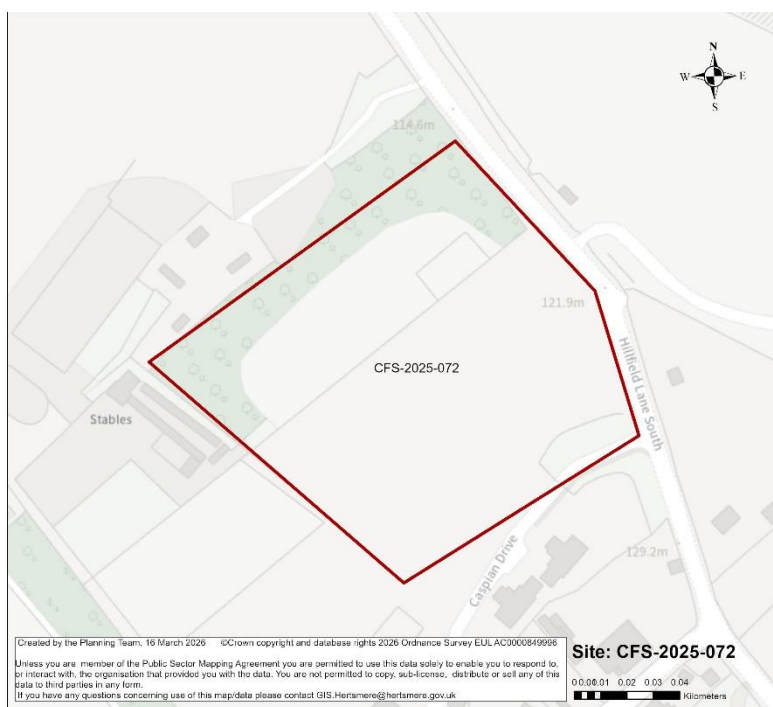 N
W E
S
114.6m
121.9m
CFS-2025-072
Hillfield Lane South
Stables
Caspian Drive
129.2m
Created by the Planning Team, 16 March 2026 ©Crown copyright and database rights 2026 Ordnance Survey EUL AC0000849996
Unless you are member of the Public Sector Mapping Agreement you are permitted to use this data solely to enable you to respond to,
or interact with, the organisation that provided you with the data. You are not permitted to copy, sub-license, distribute or sell any of this
data to third parties in any form.
If you have any questions concerning use of this map/data please contact GIS.Hertsmere@hertsmere.gov.uk
Site: CFS-2025-072
0 0.00.01 0.02 0.03 0.04
Kilometers